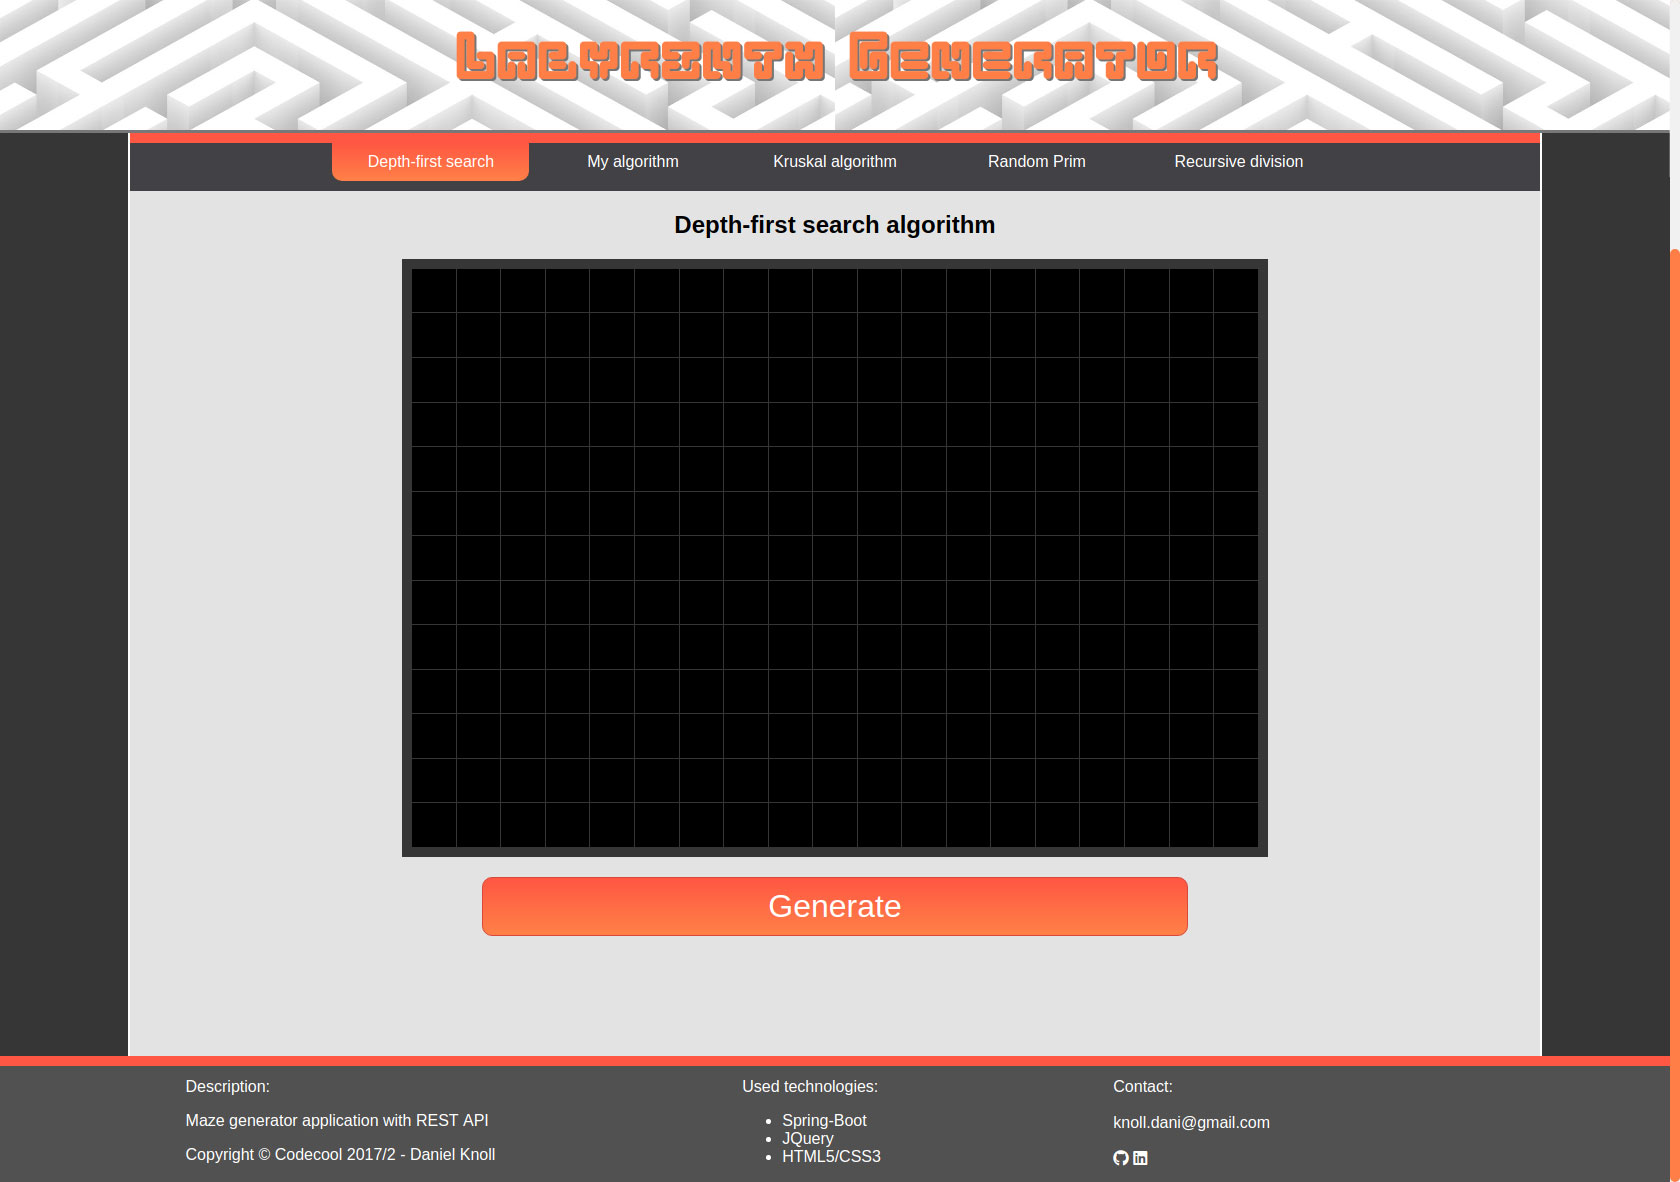 Labyrinth Generator
Depth-first search
My algorithm
Kruskal algorithm
Random Prim
Recursive division
Depth-first search algorithm
Generate
Description:
Maze generator application with REST API
Copyright © Codecool 2017/2 - Daniel Knoll
Used technologies:
Spring-Boot
JQuery
HTML5/CSS3
Contact:
knoll.dani@gmail.com